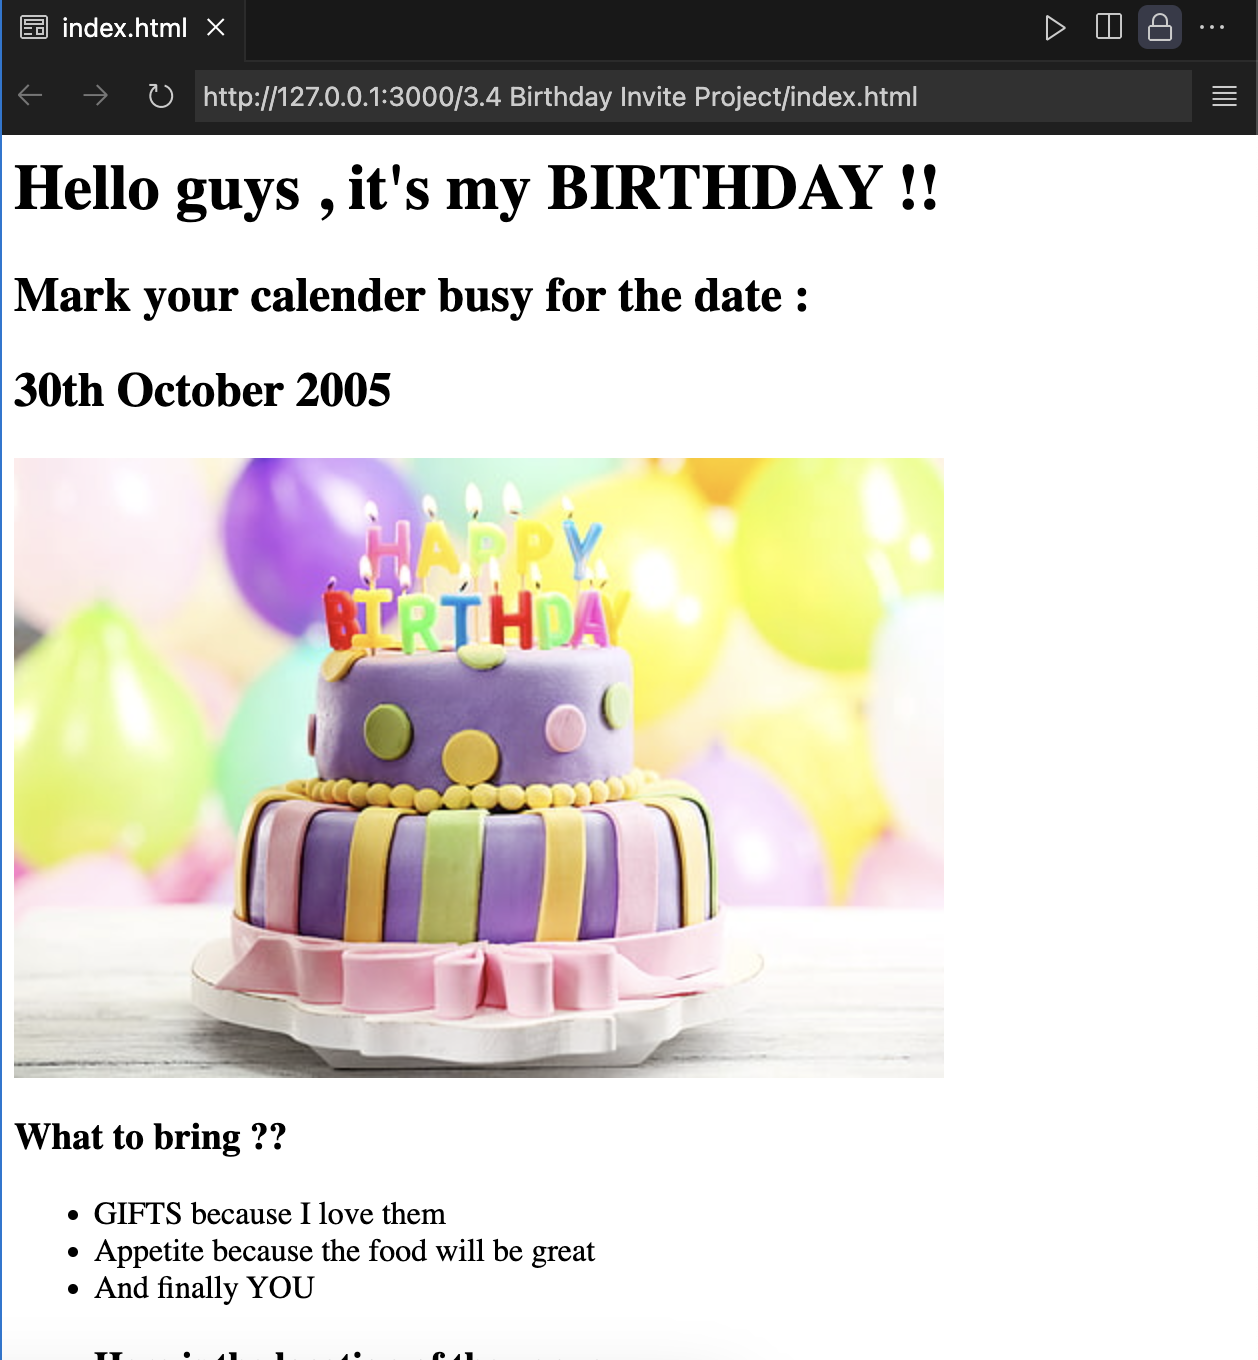 index.html
http://127.0.0.1:3000/3.4 Birthday Invite Project/index.html
Hello guys , it's my BIRTHDAY !!
Mark your calender busy for the date :
30th October 2005
HAPPY
BIRTHDAY
What to bring ??
• GIFTS because I love them
• Appetite because the food will be great
• And finally YOU